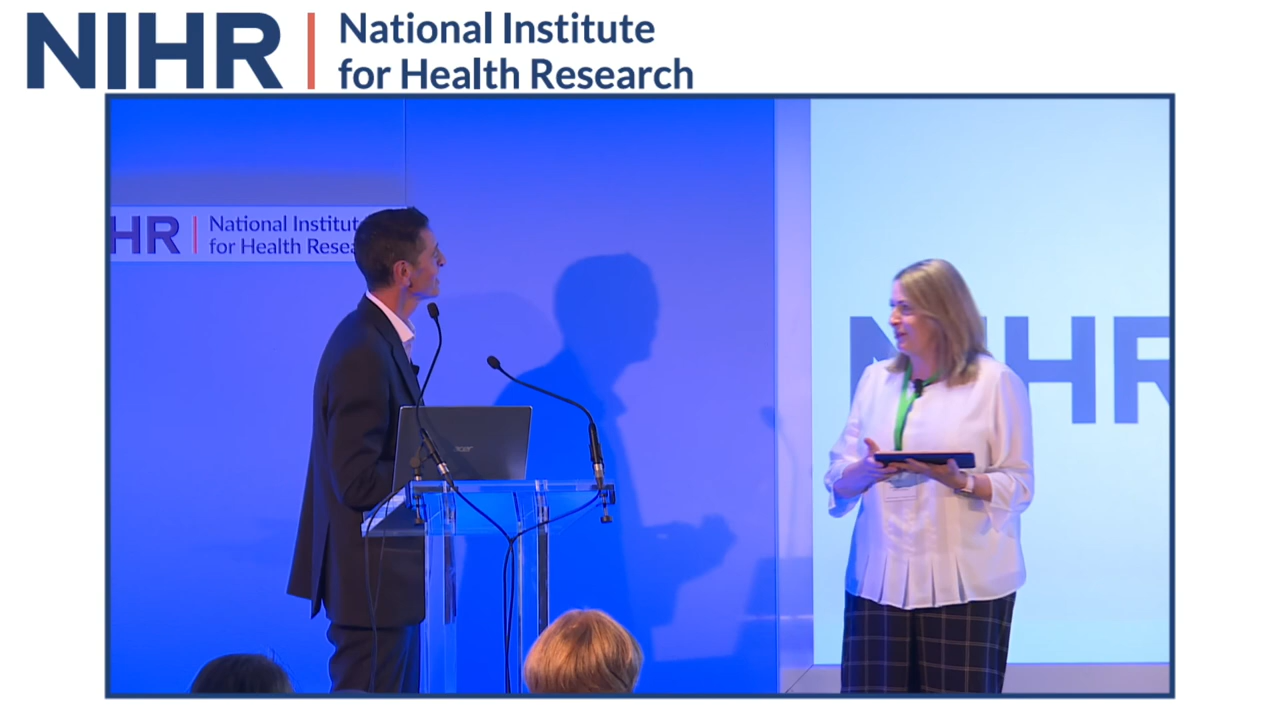 NIHR
National Institute
for Health Research
HR
National Institut
for Health Resea
acer
NIHR